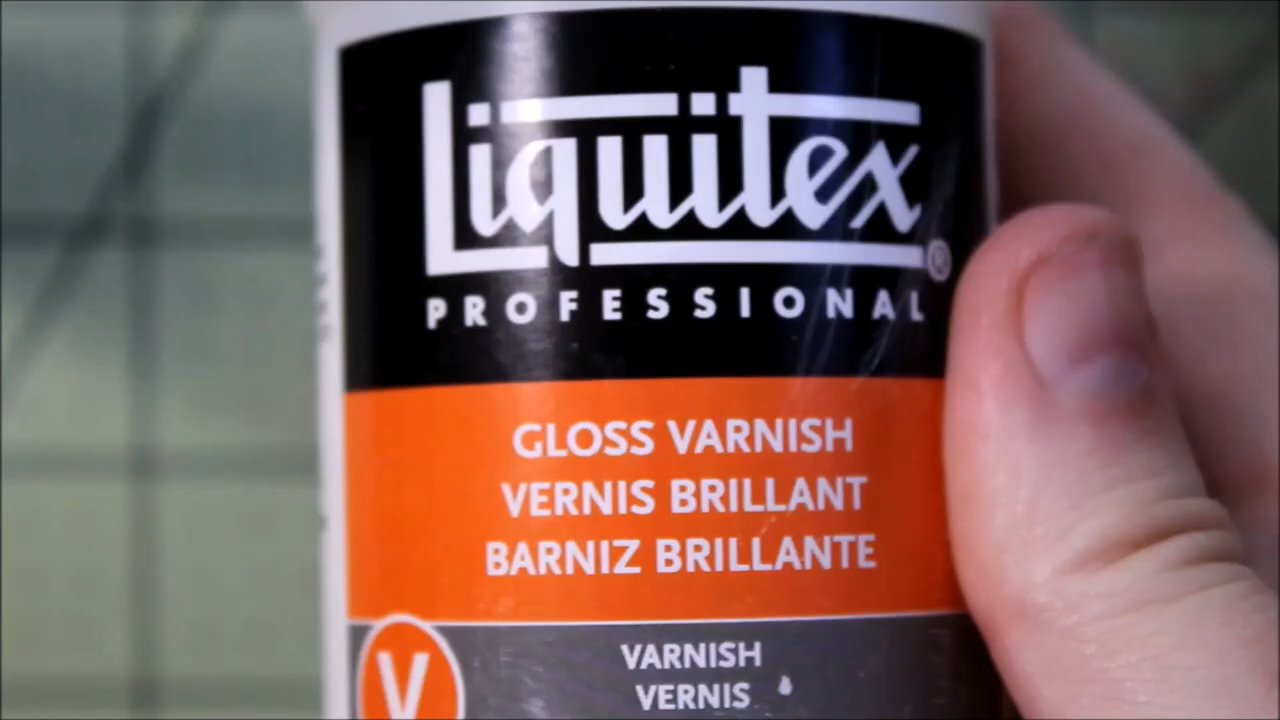 Liquitex®
PROFESSIONAL
GLOSS VARNISH
VERNIS BRILLANT
BARNIZ BRILLANTE
V
VARNISH
VERNIS